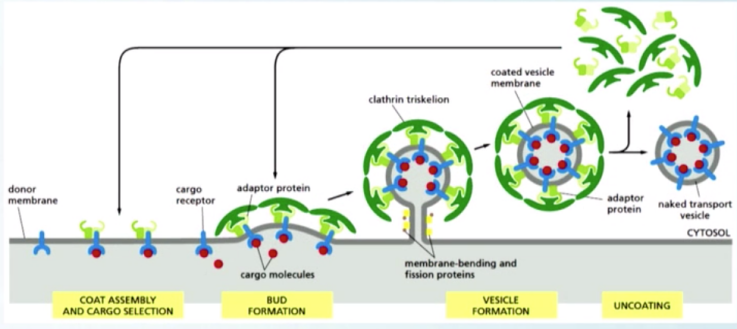 coated vesicle
membrane
clathrin triskelion
donor
membrane
cargo
receptor
adaptor protein
adaptor
protein
naked transport
vesicle
CYTOSOL
cargo molecules
membrane-bending and
fission proteins
COAT ASSEMBLY
AND CARGO SELECTION
BUD
FORMATION
VESICLE
FORMATION
UNCOATING